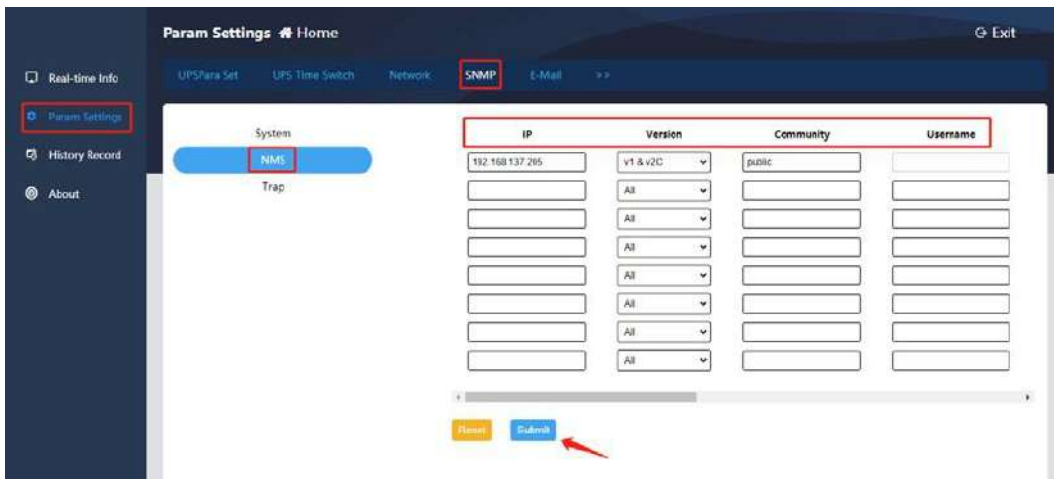 Param Settings Home
Exit
Real-time Info
Param Settings
History Record
About
UPSPara Set UPS Time Switch Network SNMP E-Mail >>
System
NMS
Trap
IP Version Community Username
192.168.137.205 v1 & v2C public
All
All
All
All
All
All
All
Reset Submit